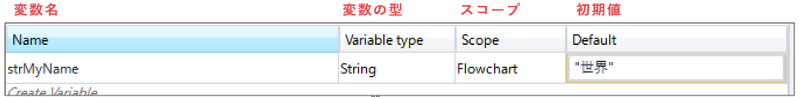 変数名 変数の型 スコープ 初期値
Name Variable type Scope Default
strMyName String Flowchart "世界"
Create Variable